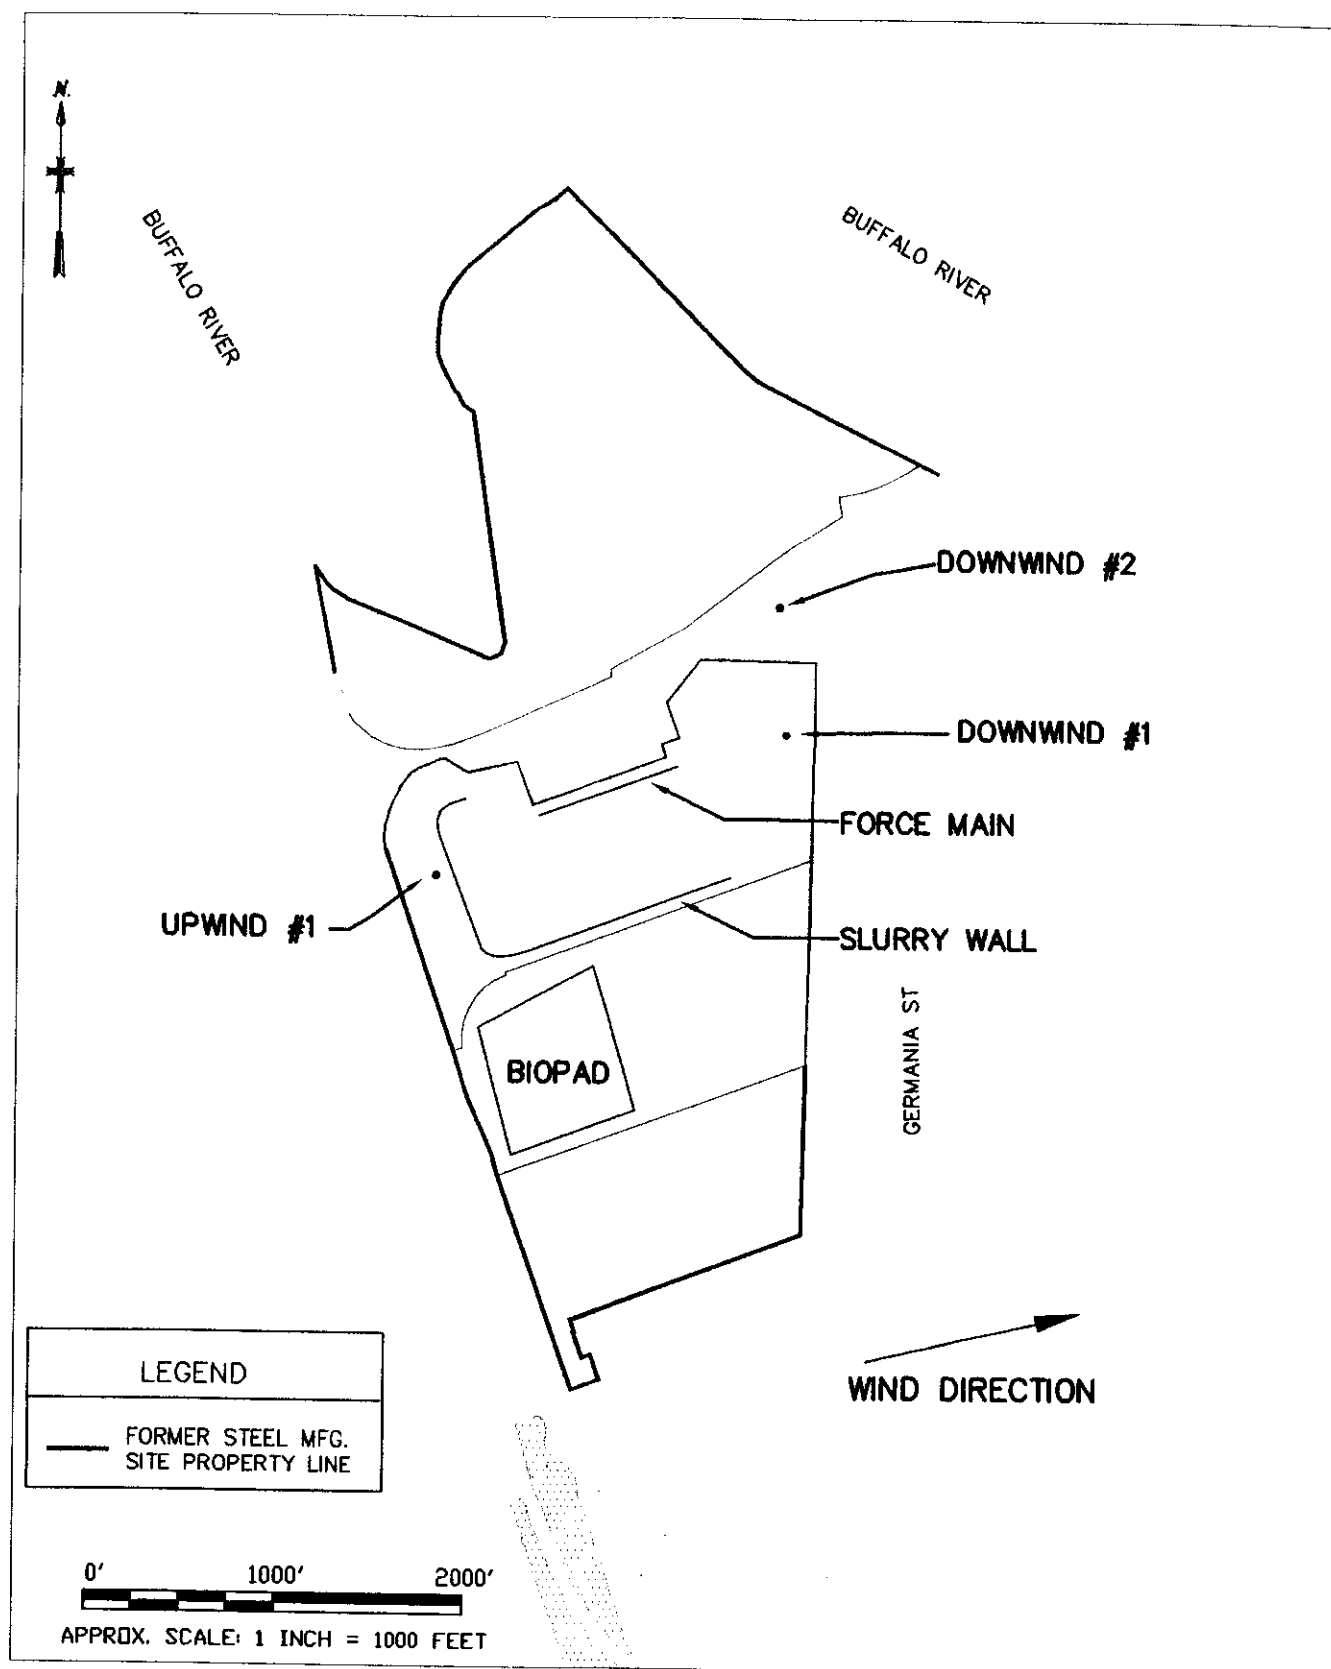 N.
BUFFALO RIVER
BUFFALO RIVER
DOWNWIND #2
DOWNWIND #1
FORCE MAIN
UPWIND #1
SLURRY WALL
GERMANIA ST
BIOPAD
WIND DIRECTION
LEGEND
FORMER STEEL MFG.
SITE PROPERTY LINE
0' 1000' 2000'
APPROX. SCALE: 1 INCH = 1000 FEET